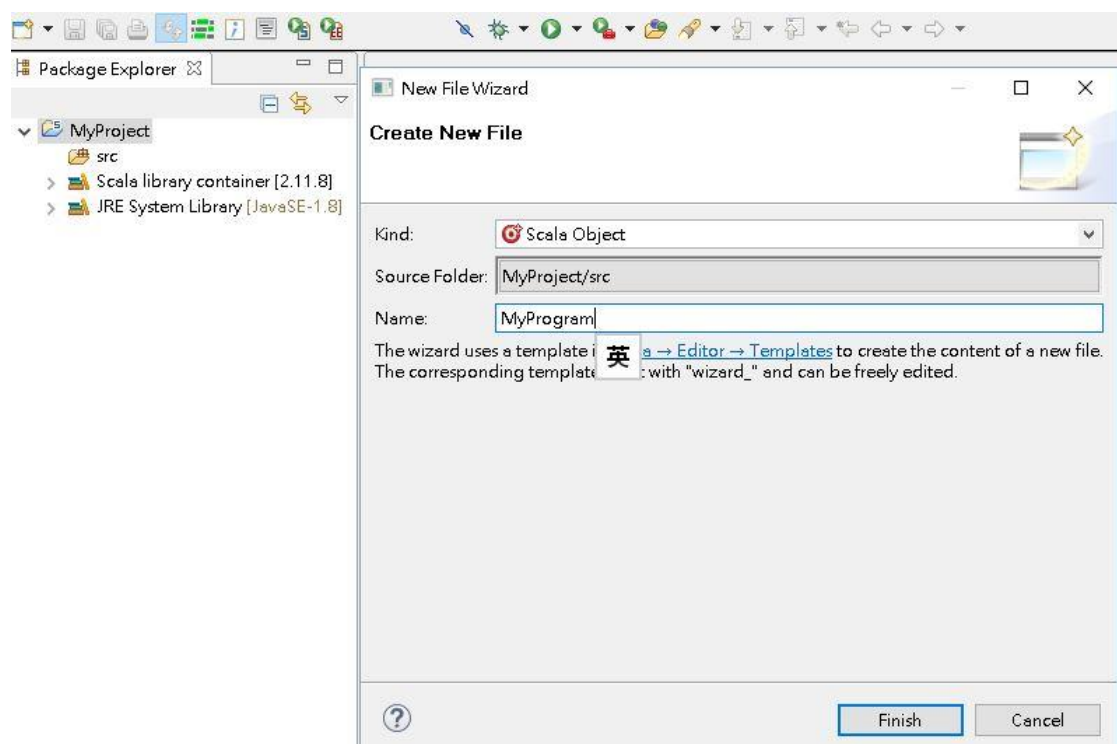 Package Explorer
MyProject
src
Scala library container [2.11.8]
JRE System Library [JavaSE-1.8]
New File Wizard
Create New File
Kind:
Scala Object
Source Folder:
MyProject/src
Name:
MyProgram
The wizard uses a template a → Editor → Templates to create the content of a new file.
英
The corresponding template with "wizard_" and can be freely edited.
Finish
Cancel